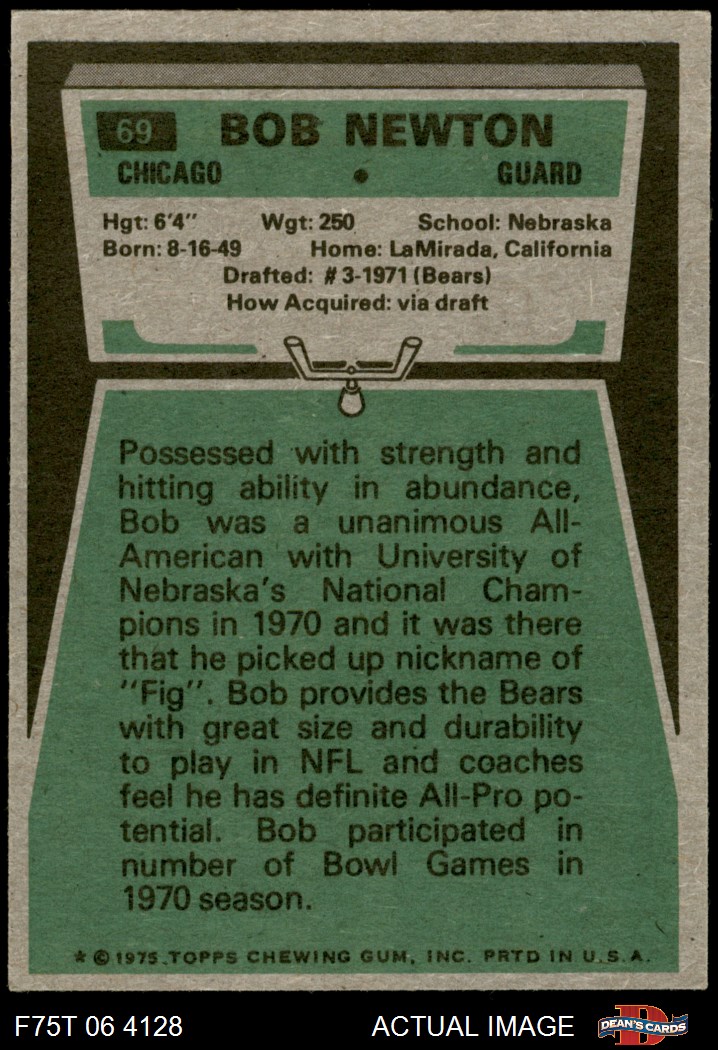 69 BOB NEWTON
CHICAGO • GUARD
Hgt: 6'4" Wgt: 250 School: Nebraska
Born: 8-16-49 Home: LaMirada, California
Drafted: #3-1971 (Bears)
How Acquired: via draft
Possessed with strength and
hitting ability in abundance,
Bob was a unanimous All-
American with University of
Nebraska's National Cham-
pions in 1970 and it was there
that he picked up nickname of
"Fig". Bob provides the Bears
with great size and durability
to play in NFL and coaches
feel he has definite All-Pro po-
tential. Bob participated in
number of Bowl Games in
1970 season.
* © 1975 TOPPS CHEWING GUM, INC. PRTD IN U.S.A.
F75T 06 4128 ACTUAL IMAGE D DEAN'S CARDS